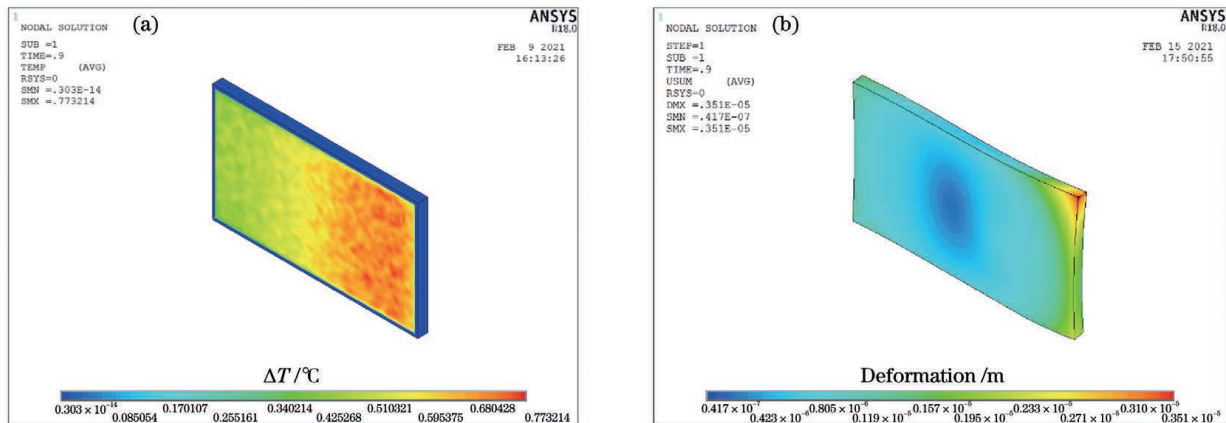 1
NODAL SOLUTION
(a)
ANSYS
R18.0
SUB =1
TIME=.9
TEMP (AVG)
RSYS=0
SMN =.303E-14
SMX =.773214
FEB 9 2021
16:13:26
ΔT /℃
0.303 × 10⁻¹⁴ 0.170107 0.340214 0.510321 0.680428
0.085054 0.255161 0.425268 0.595375 0.773214
1
NODAL SOLUTION
(b)
ANSYS
R18.0
STEP=1
SUB =1
TIME=.9
USUM (AVG)
RSYS=0
DMX =.351E-05
SMN =.417E-07
SMX =.351E-05
FEB 15 2021
17:50:55
Deformation /m
0.417 × 10⁻⁷ 0.805 × 10⁻⁶ 0.157 × 10⁻⁵ 0.233 × 10⁻⁵ 0.310 × 10⁻⁵
0.423 × 10⁻⁶ 0.119 × 10⁻⁵ 0.195 × 10⁻⁵ 0.271 × 10⁻⁵ 0.351 × 10⁻⁵